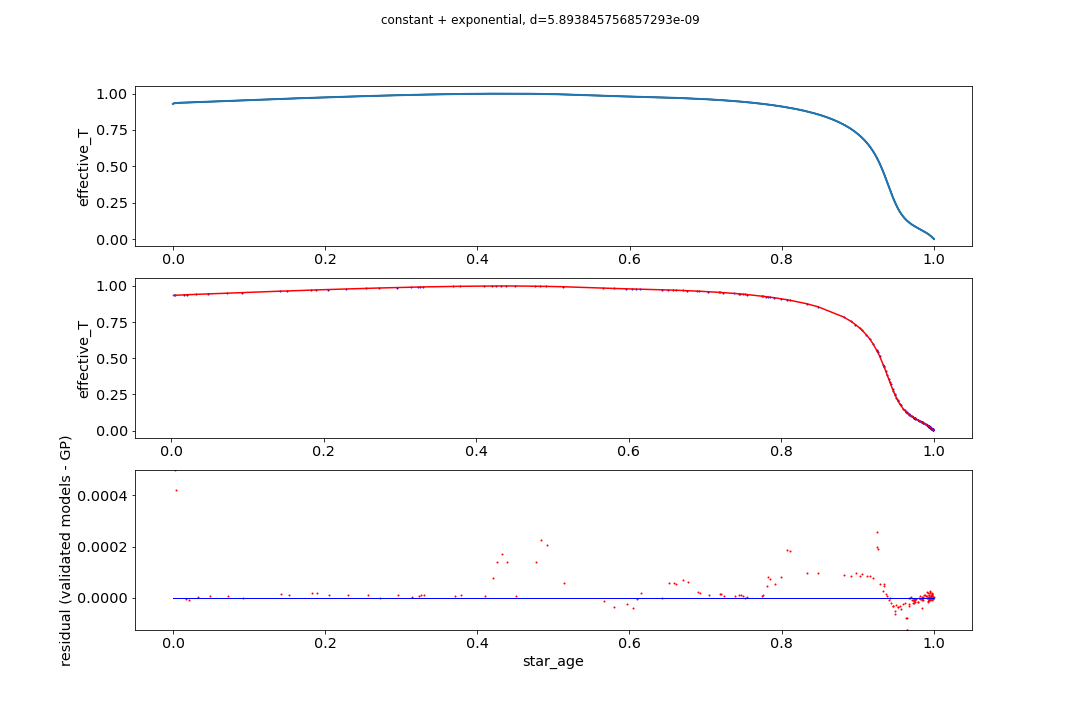 constant + exponential, d=5.893845756857293e-09
1.00
0.75
0.50
0.25
0.00
effective_T
0.0 0.2 0.4 0.6 0.8 1.0
1.00
0.75
0.50
0.25
0.00
effective_T
0.0 0.2 0.4 0.6 0.8 1.0
0.0004
0.0002
0.0000
residual (validated models - GP)
0.0 0.2 0.4 0.6 0.8 1.0
star_age